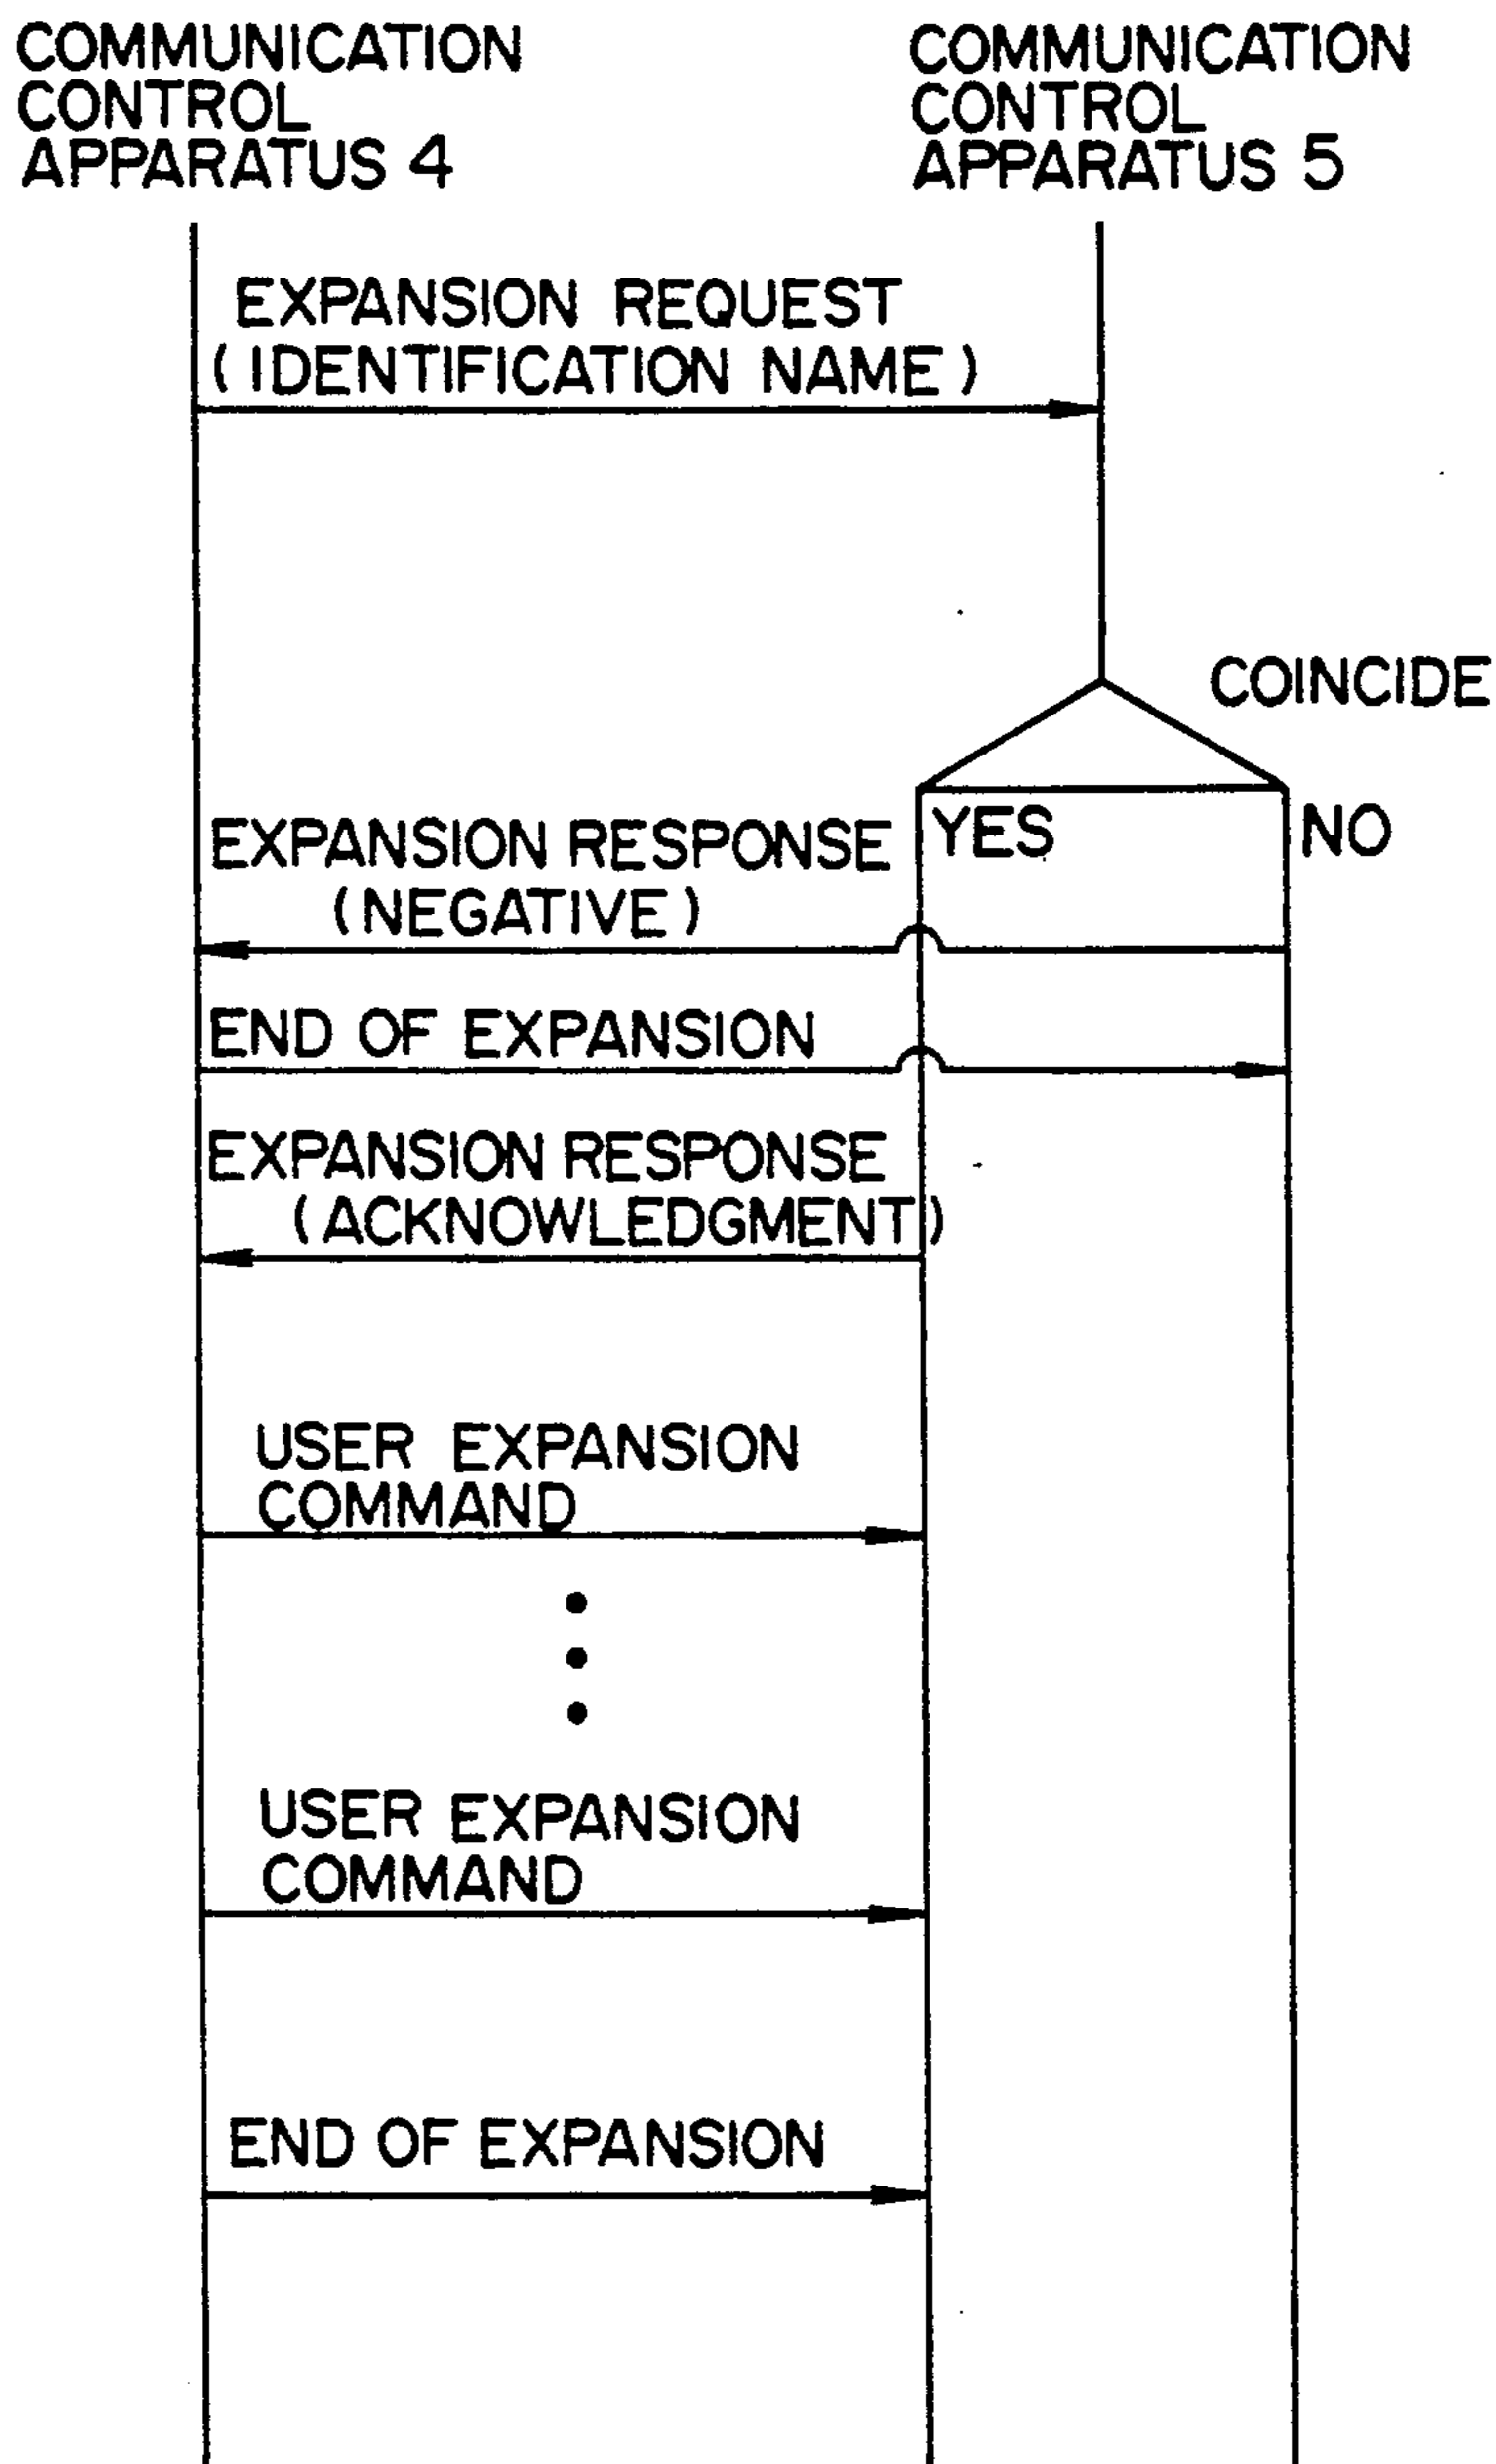 COMMUNICATION
CONTROL
APPARATUS 4
COMMUNICATION
CONTROL
APPARATUS 5
EXPANSION REQUEST
( IDENTIFICATION NAME )
COINCIDE
YES
NO
EXPANSION RESPONSE
( NEGATIVE )
END OF EXPANSION
EXPANSION RESPONSE
( ACKNOWLEDGMENT )
USER EXPANSION
COMMAND
USER EXPANSION
COMMAND
END OF EXPANSION